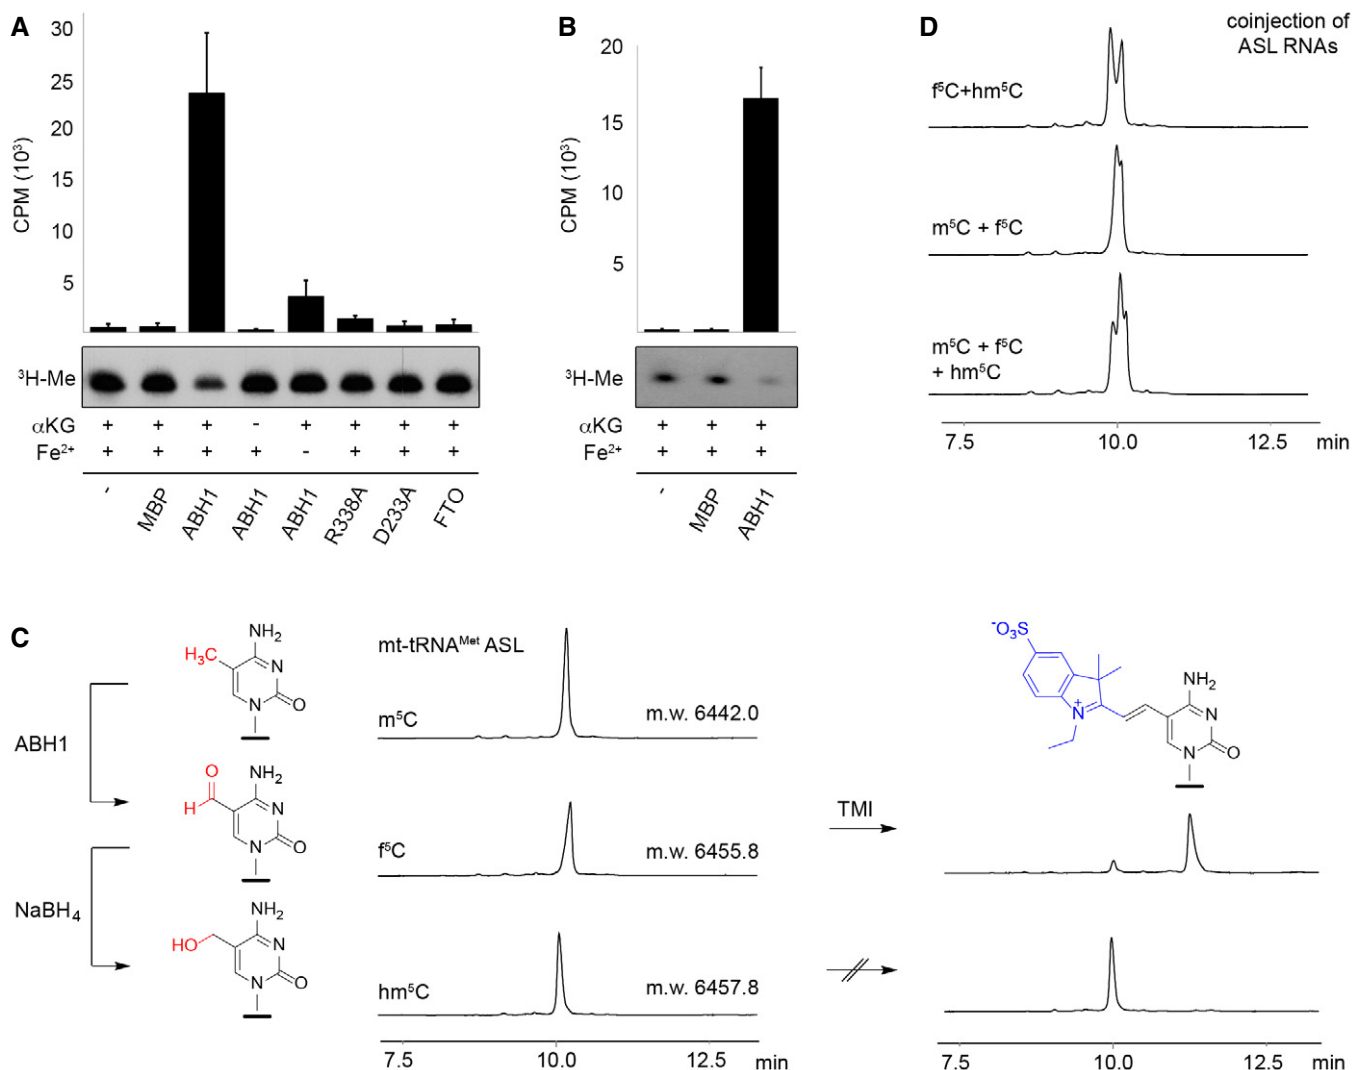 A
30
25
20
15
10
5
CPM (10³)
³H-Me
αKG + + + - + + + +
Fe²⁺ + + + + - + + +
- MBP ABH1 ABH1 ABH1 R338A D233A FTO
B
20
15
10
5
CPM (10³)
³H-Me
αKG + + +
Fe²⁺ + + +
- MBP ABH1
D
coinjection of
ASL RNAs
f⁵C+hm⁵C
m⁵C + f⁵C
m⁵C + f⁵C
+ hm⁵C
7.5 10.0 12.5 min
C
ABH1
NaBH₄
H₃C NH₂ N N O
O H NH₂ N N O
HO NH₂ N N O
mt-tRNAᴹᵉᵗ ASL
m⁵C m.w. 6442.0
f⁵C m.w. 6455.8
hm⁵C m.w. 6457.8
7.5 10.0 12.5 min
TMI
⁻O₃S N⁺ NH₂ N N O
7.5 10.0 12.5 min